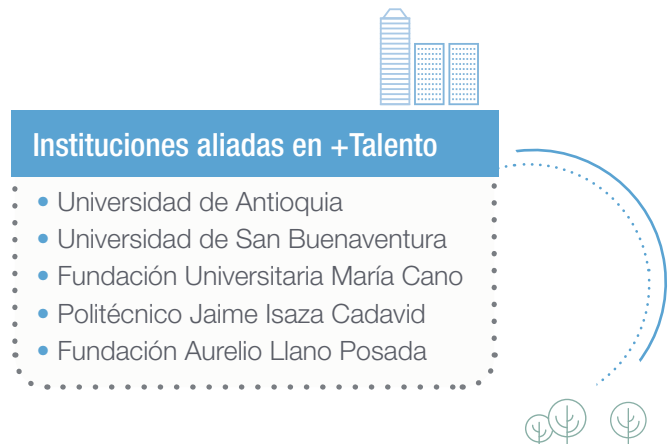 Instituciones aliadas en +Talento
• Universidad de Antioquia
• Universidad de San Buenaventura
• Fundación Universitaria María Cano
• Politécnico Jaime Isaza Cadavid
• Fundación Aurelio Llano Posada